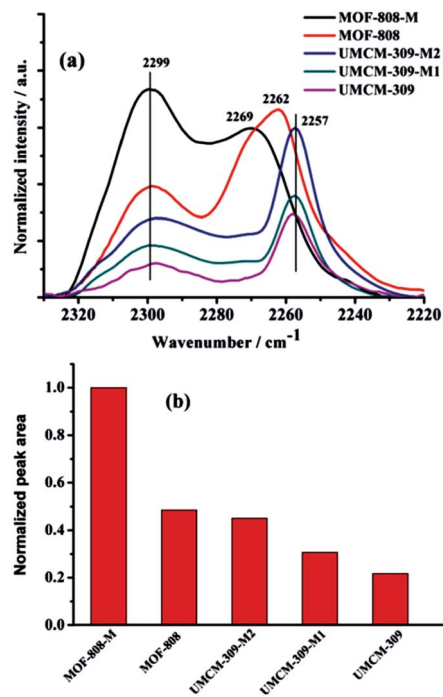 (a)
MOF-808-M
MOF-808
UMCM-309-M2
UMCM-309-M1
UMCM-309
2299
2269
2262
2257
Normalized intensity / a.u.
2320 2300 2280 2260 2240 2220
Wavenumber / cm-1
(b)
Normalized peak area
1.0
0.8
0.6
0.4
0.2
0.0
MOF-808-M
MOF-808
UMCM-309-M2
UMCM-309-M1
UMCM-309